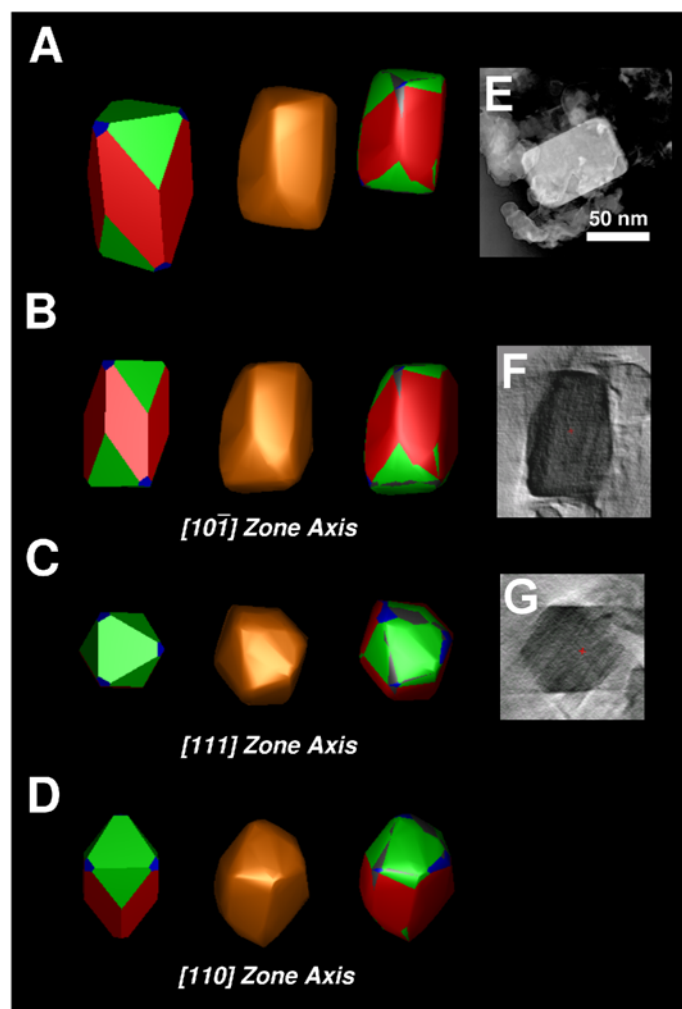 A
E
50 nm
B
F
[101̄] Zone Axis
C
G
[111] Zone Axis
D
[110] Zone Axis